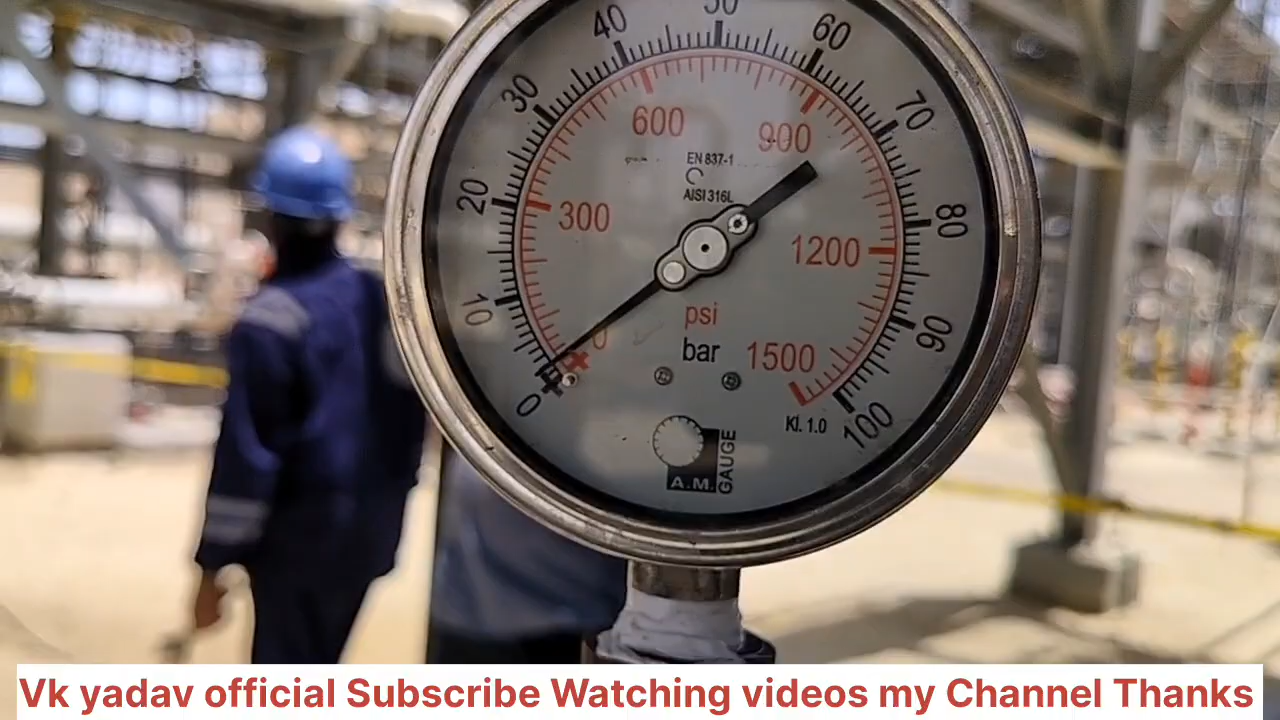 50
40
60
30
70
600
900
EN 837-1
AISI 316L
20
300
80
1200
10
psi
0
90
bar
1500
0
Kl. 1.0
100
GAUGE
A.M.
Vk yadav official Subscribe Watching videos my Channel Thanks